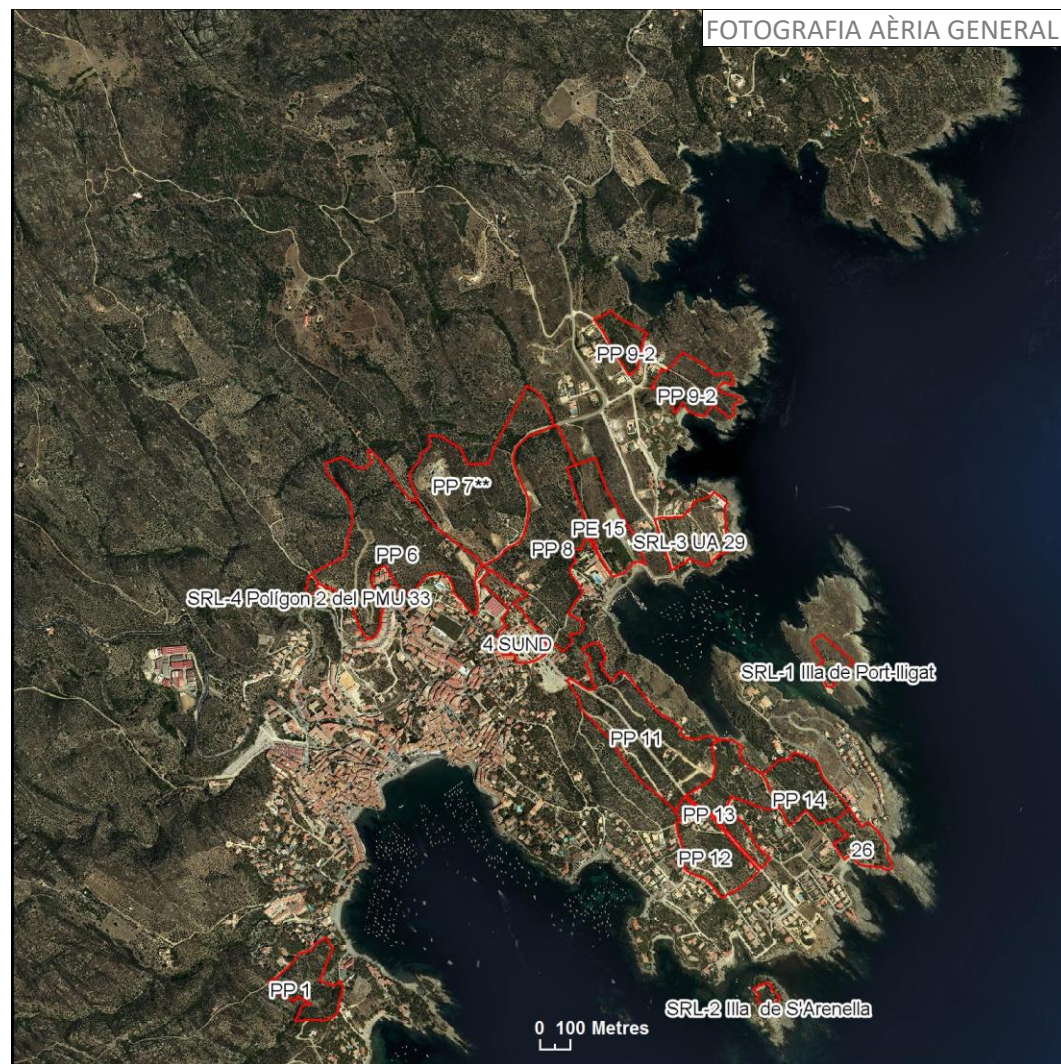 FOTOGRAFIA AÈRIA GENERAL
PP 9-2
PP 9-2
PP 7**
PE 15
PP 8
SRL-3 UA 29
PP 6
SRL-4 Polígon 2 del PMU 33
4 SUND
SRL-1 Illa de Port-lligat
PP 11
PP 14
PP 13
26
PP 12
PP 1
SRL-2 Illa de S'Arenella
0 100 Metres